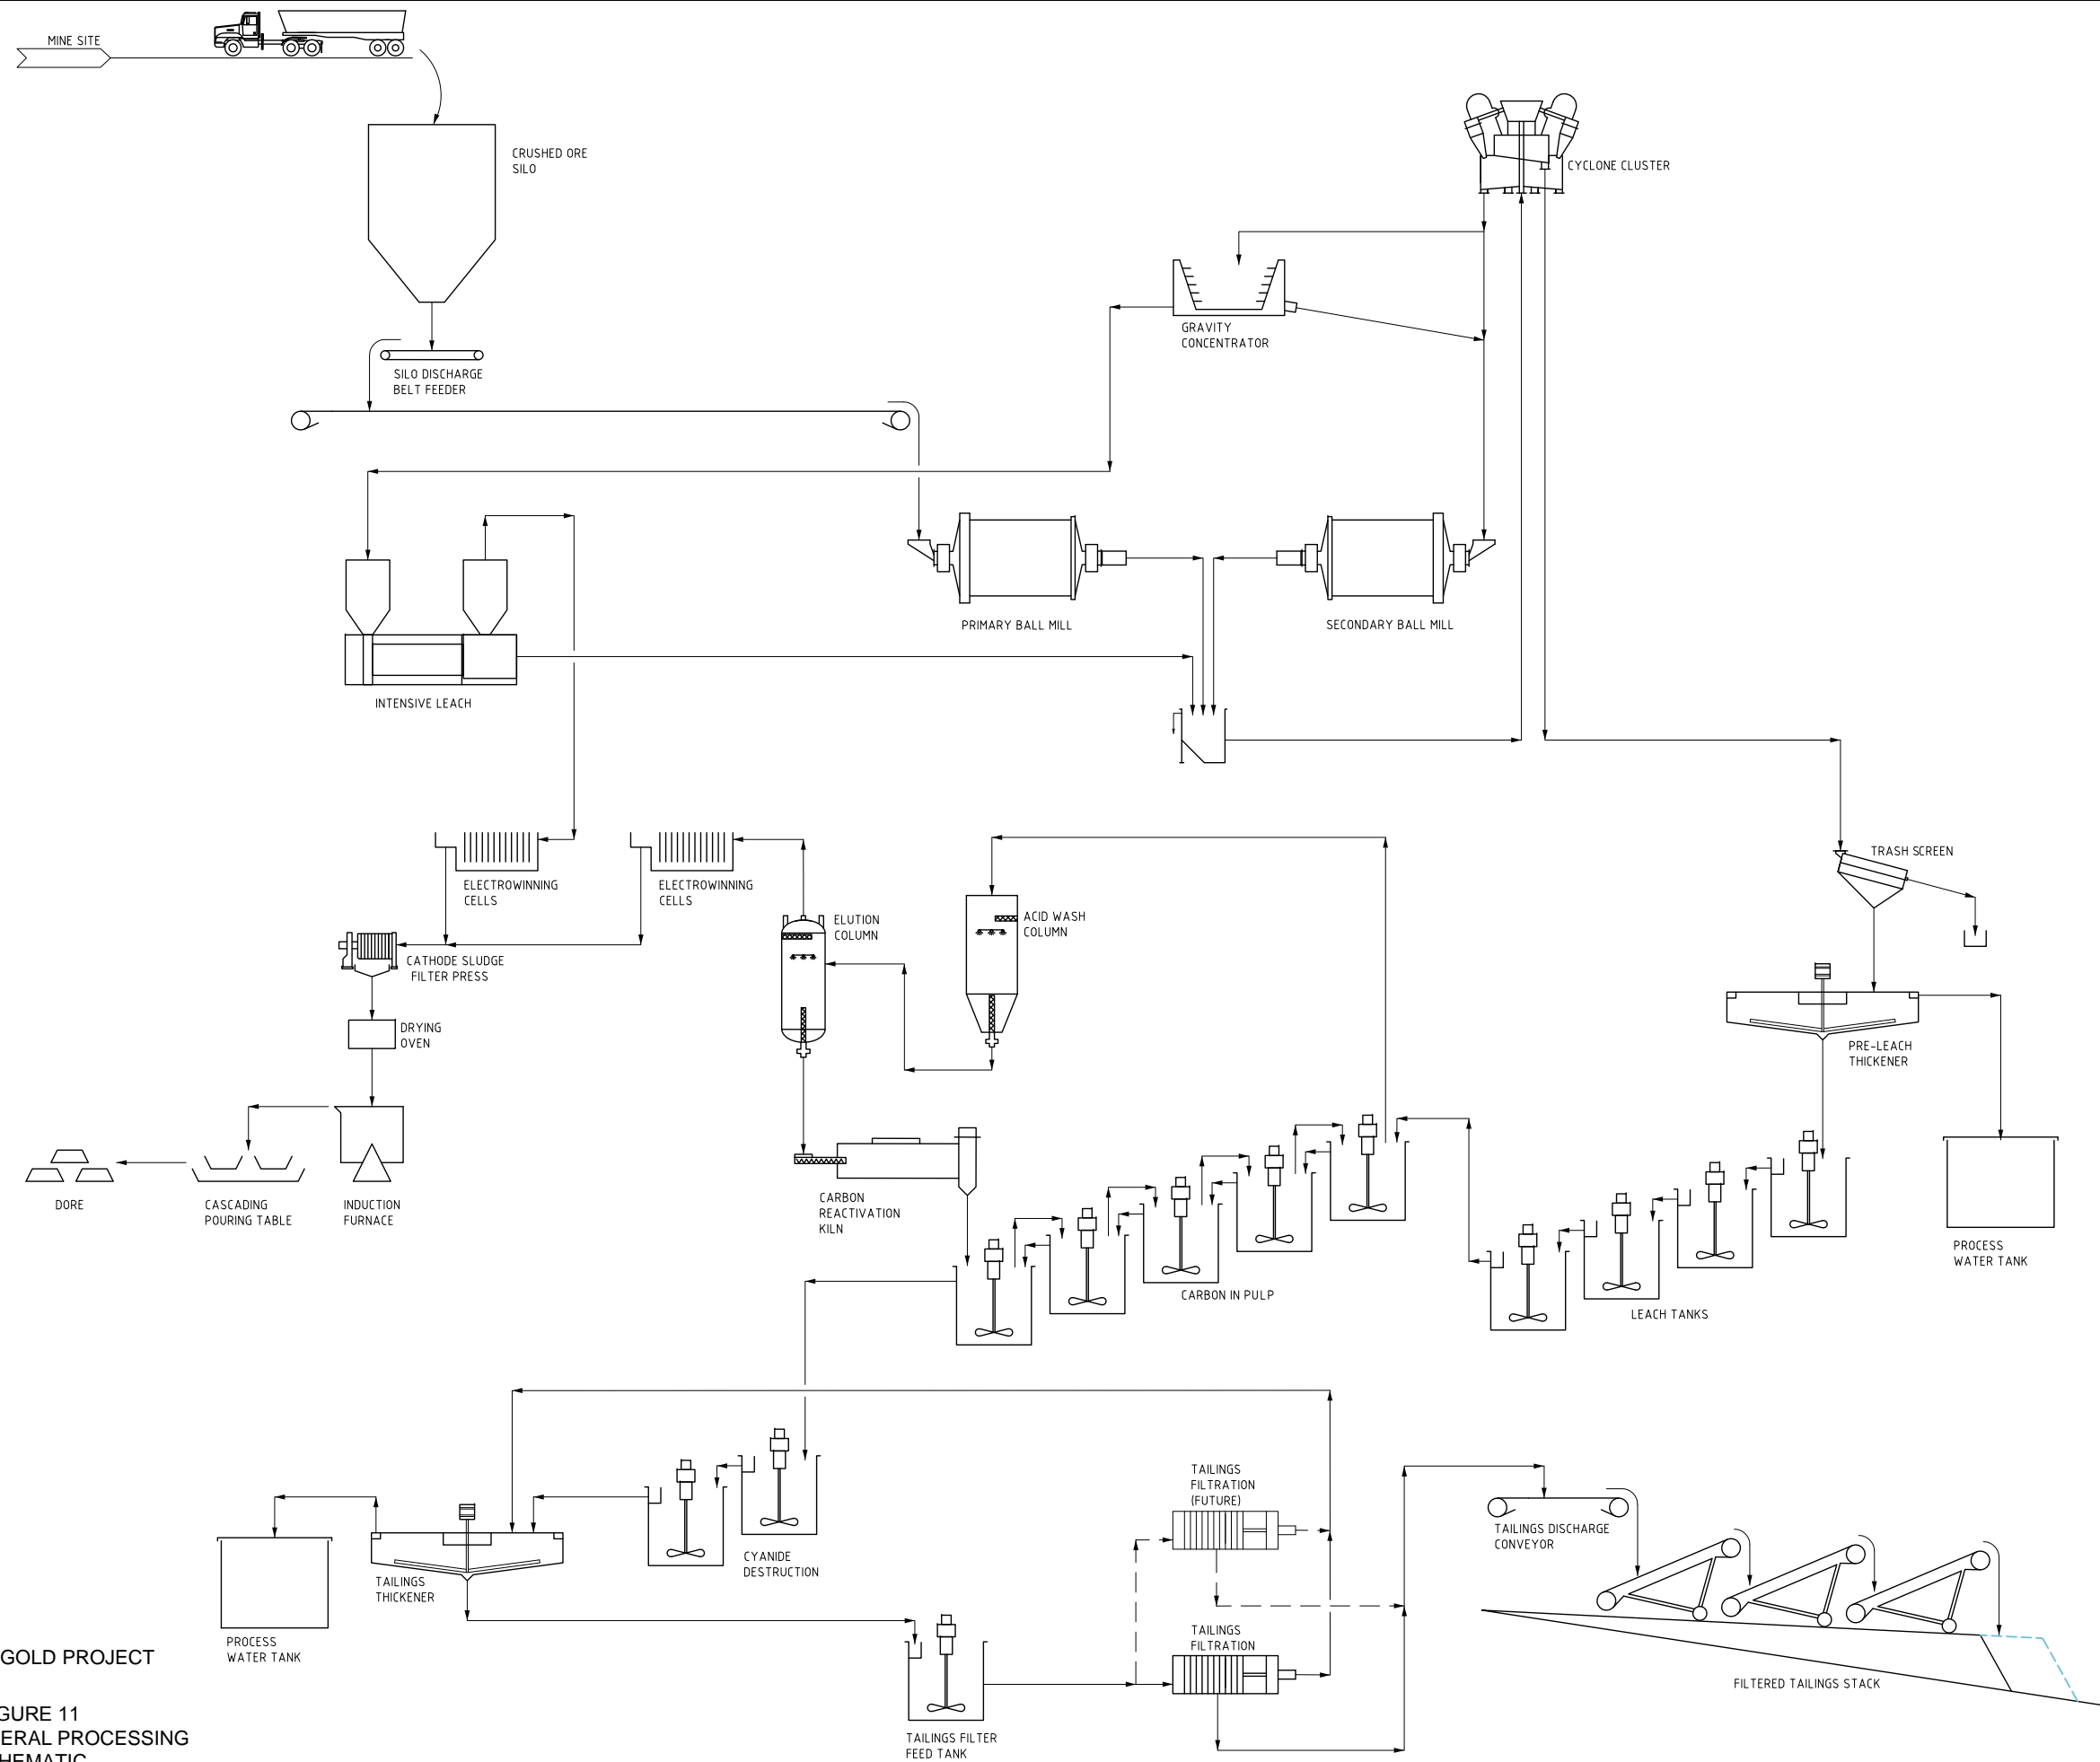 MINE SITE
CRUSHED ORE
SILO
CYCLONE CLUSTER
GRAVITY
CONCENTRATOR
SILO DISCHARGE
BELT FEEDER
PRIMARY BALL MILL
SECONDARY BALL MILL
INTENSIVE LEACH
TRASH SCREEN
ELECTROWINNING
CELLS
ELECTROWINNING
CELLS
ELUTION
COLUMN
ACID WASH
COLUMN
CATHODE SLUDGE
FILTER PRESS
DRYING
OVEN
PRE-LEACH
THICKENER
DORE
CASCADING
POURING TABLE
INDUCTION
FURNACE
CARBON
REACTIVATION
KILN
CARBON IN PULP
LEACH TANKS
PROCESS
WATER TANK
TAILINGS
FILTRATION
(FUTURE)
TAILINGS DISCHARGE
CONVEYOR
CYANIDE
DESTRUCTION
TAILINGS
THICKENER
TAILINGS
FILTRATION
PROCESS
WATER TANK
FILTERED TAILINGS STACK
TAILINGS FILTER
FEED TANK
GOLD PROJECT
GURE 11
ERAL PROCESSING
HEMATIC